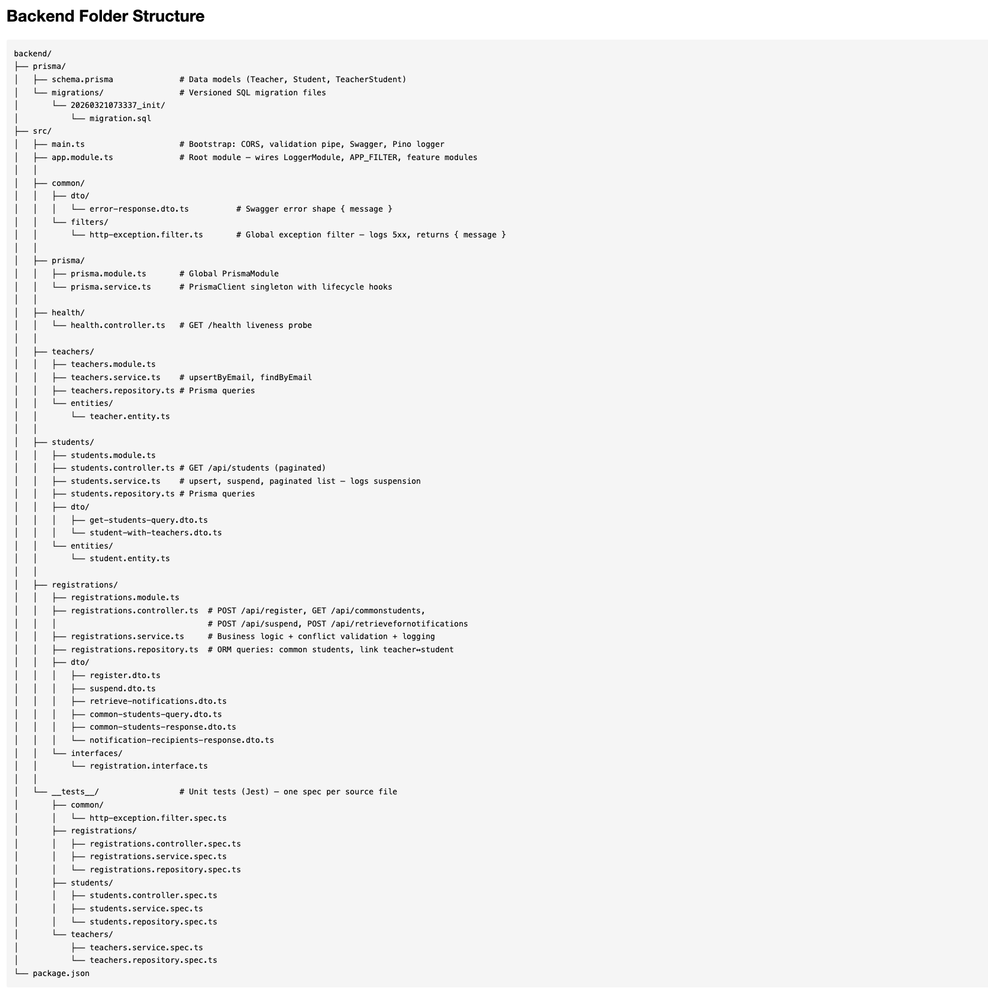 Backend Folder Structure
backend/
├── prisma/
│   ├── schema.prisma              # Data models (Teacher, Student, TeacherStudent)
│   └── migrations/                # Versioned SQL migration files
│       └── 20260321073337_init/
│           └── migration.sql
├── src/
│   ├── main.ts                    # Bootstrap: CORS, validation pipe, Swagger, Pino logger
│   ├── app.module.ts              # Root module — wires LoggerModule, APP_FILTER, feature modules
│   │
│   ├── common/
│   │   ├── dto/
│   │   │   └── error-response.dto.ts          # Swagger error shape { message }
│   │   └── filters/
│   │       └── http-exception.filter.ts       # Global exception filter — logs 5xx, returns { message }
│   │
│   ├── prisma/
│   │   ├── prisma.module.ts       # Global PrismaModule
│   │   └── prisma.service.ts      # PrismaClient singleton with lifecycle hooks
│   │
│   ├── health/
│   │   └── health.controller.ts   # GET /health liveness probe
│   │
│   ├── teachers/
│   │   ├── teachers.module.ts
│   │   ├── teachers.service.ts    # upsertByEmail, findByEmail
│   │   ├── teachers.repository.ts # Prisma queries
│   │   └── entities/
│   │       └── teacher.entity.ts
│   │
│   ├── students/
│   │   ├── students.module.ts
│   │   ├── students.controller.ts # GET /api/students (paginated)
│   │   ├── students.service.ts    # upsert, suspend, paginated list — logs suspension
│   │   ├── students.repository.ts # Prisma queries
│   │   ├── dto/
│   │   │   ├── get-students-query.dto.ts
│   │   │   └── student-with-teachers.dto.ts
│   │   └── entities/
│   │       └── student.entity.ts
│   │
│   ├── registrations/
│   │   ├── registrations.module.ts
│   │   ├── registrations.controller.ts  # POST /api/register, GET /api/commonstudents,
│   │   │                                # POST /api/suspend, POST /api/retrievefornotifications
│   │   ├── registrations.service.ts     # Business logic + conflict validation + logging
│   │   ├── registrations.repository.ts  # ORM queries: common students, link teacher↔student
│   │   ├── dto/
│   │   │   ├── register.dto.ts
│   │   │   ├── suspend.dto.ts
│   │   │   ├── retrieve-notifications.dto.ts
│   │   │   ├── common-students-query.dto.ts
│   │   │   ├── common-students-response.dto.ts
│   │   │   └── notification-recipients-response.dto.ts
│   │   └── interfaces/
│   │       └── registration.interface.ts
│   │
│   └── __tests__/                 # Unit tests (Jest) — one spec per source file
│       ├── common/
│       │   └── http-exception.filter.spec.ts
│       ├── registrations/
│       │   ├── registrations.controller.spec.ts
│       │   ├── registrations.service.spec.ts
│       │   └── registrations.repository.spec.ts
│       ├── students/
│       │   ├── students.controller.spec.ts
│       │   ├── students.service.spec.ts
│       │   └── students.repository.spec.ts
│       └── teachers/
│           ├── teachers.service.spec.ts
│           └── teachers.repository.spec.ts
└── package.json